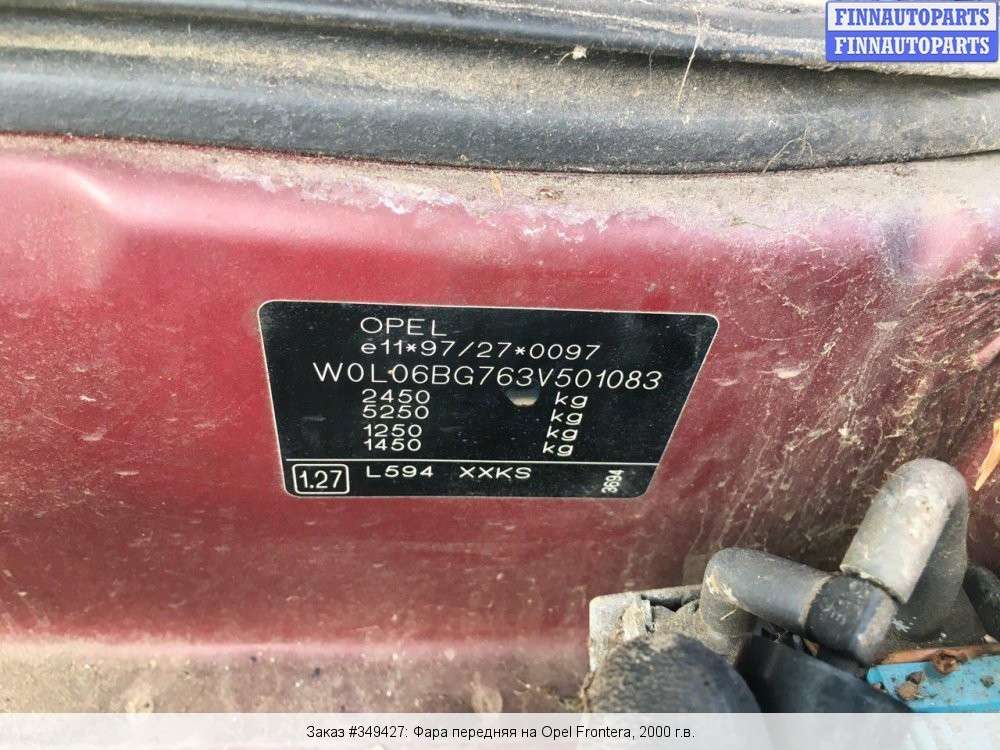 FINNAUTOPARTS
FINNAUTOPARTS
OPEL
e11*97/27*0097
W0L06BG763V501083
2450 kg
5250 kg
1250 kg
1450 kg
1.27 L594 XXKS 3694
Заказ #349427: Фара передняя на Opel Frontera, 2000 г.в.